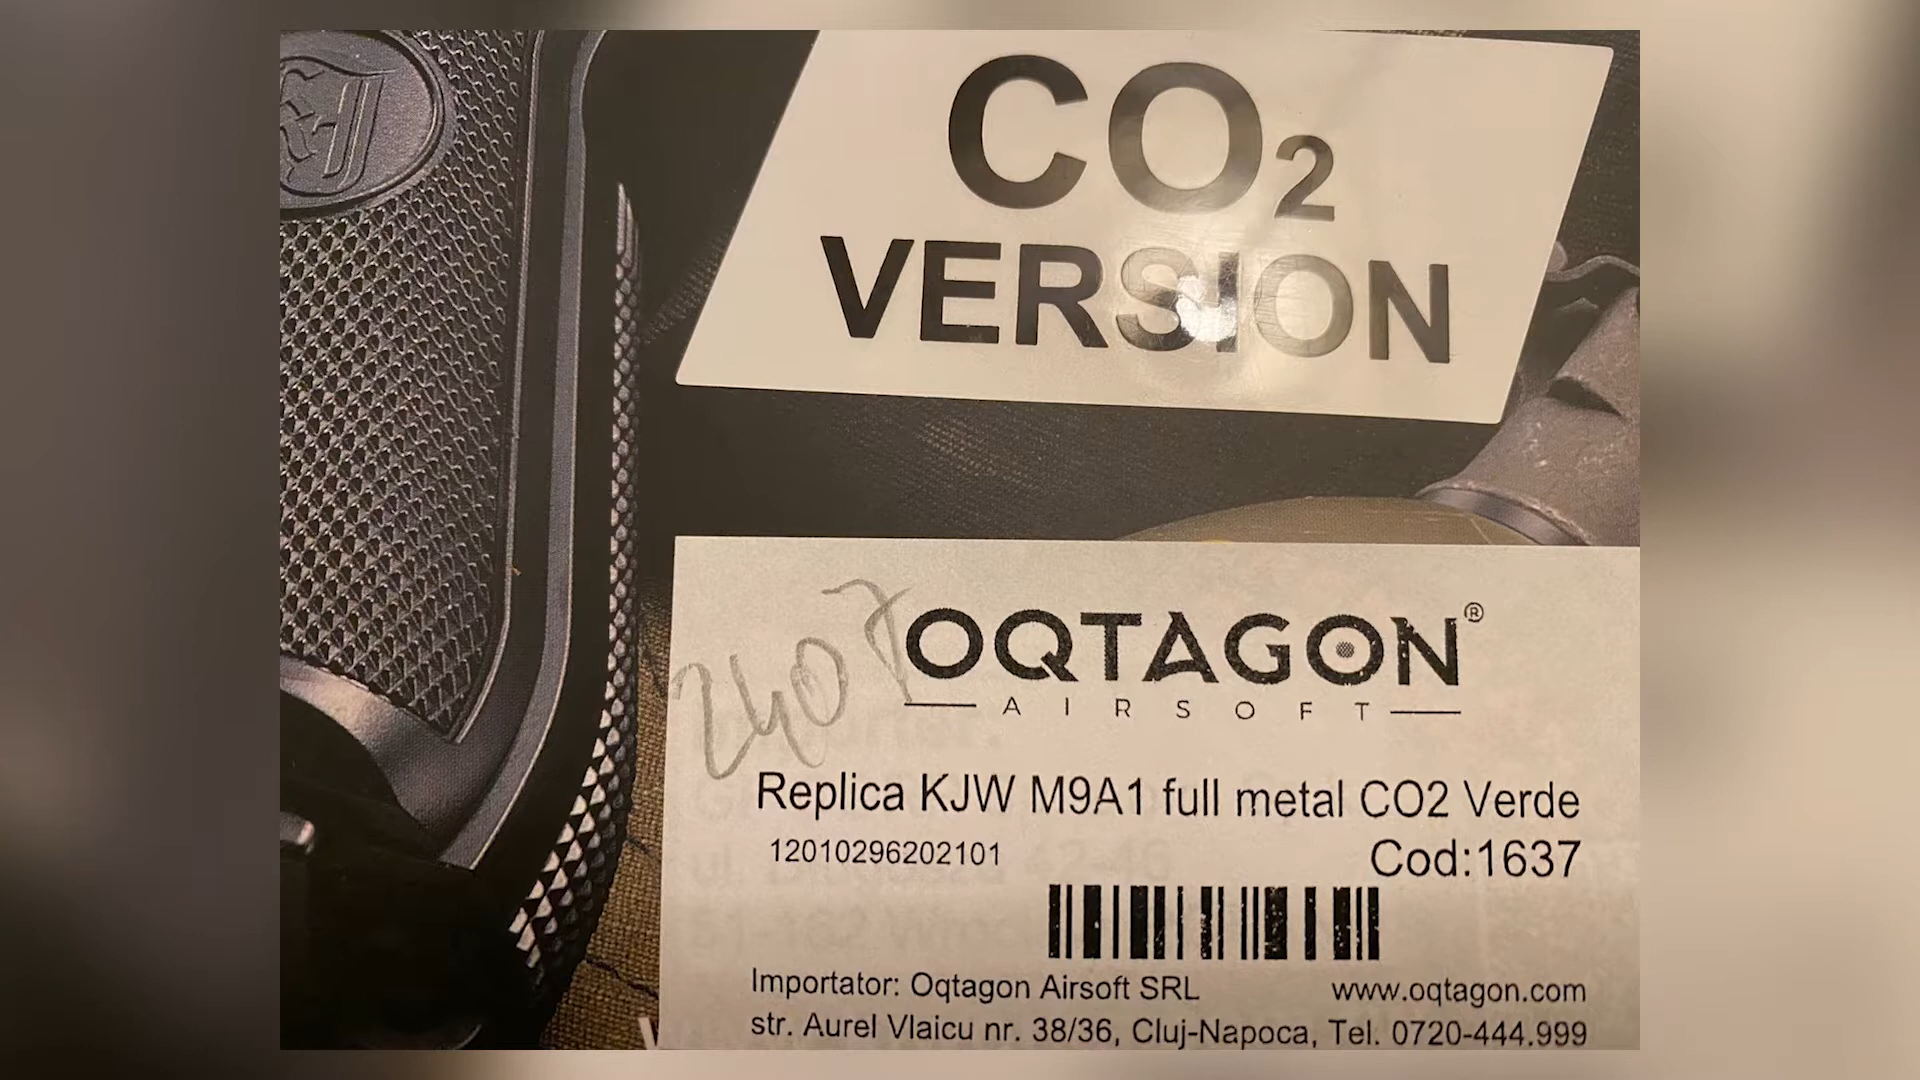 CO2
VERSION
2407
OQTAGON®
AIRSOFT
Replica KJW M9A1 full metal CO2 Verde
12010296202101
Cod:1637
Importator: Oqtagon Airsoft SRL
www.oqtagon.com
str. Aurel Vlaicu nr. 38/36, Cluj-Napoca, Tel. 0720-444.999